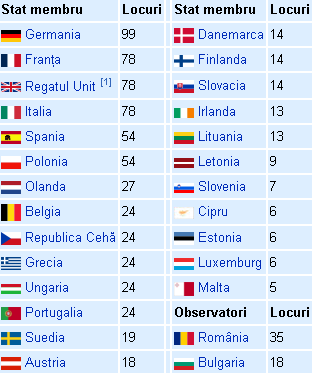 Stat membru Locuri
Germania 99
Franța 78
Regatul Unit [1] 78
Italia 78
Spania 54
Polonia 54
Olanda 27
Belgia 24
Republica Cehă 24
Grecia 24
Ungaria 24
Portugalia 24
Suedia 19
Austria 18
Stat membru Locuri
Danemarca 14
Finlanda 14
Slovacia 14
Irlanda 13
Lituania 13
Letonia 9
Slovenia 7
Cipru 6
Estonia 6
Luxemburg 6
Malta 5
Observatori Locuri
România 35
Bulgaria 18